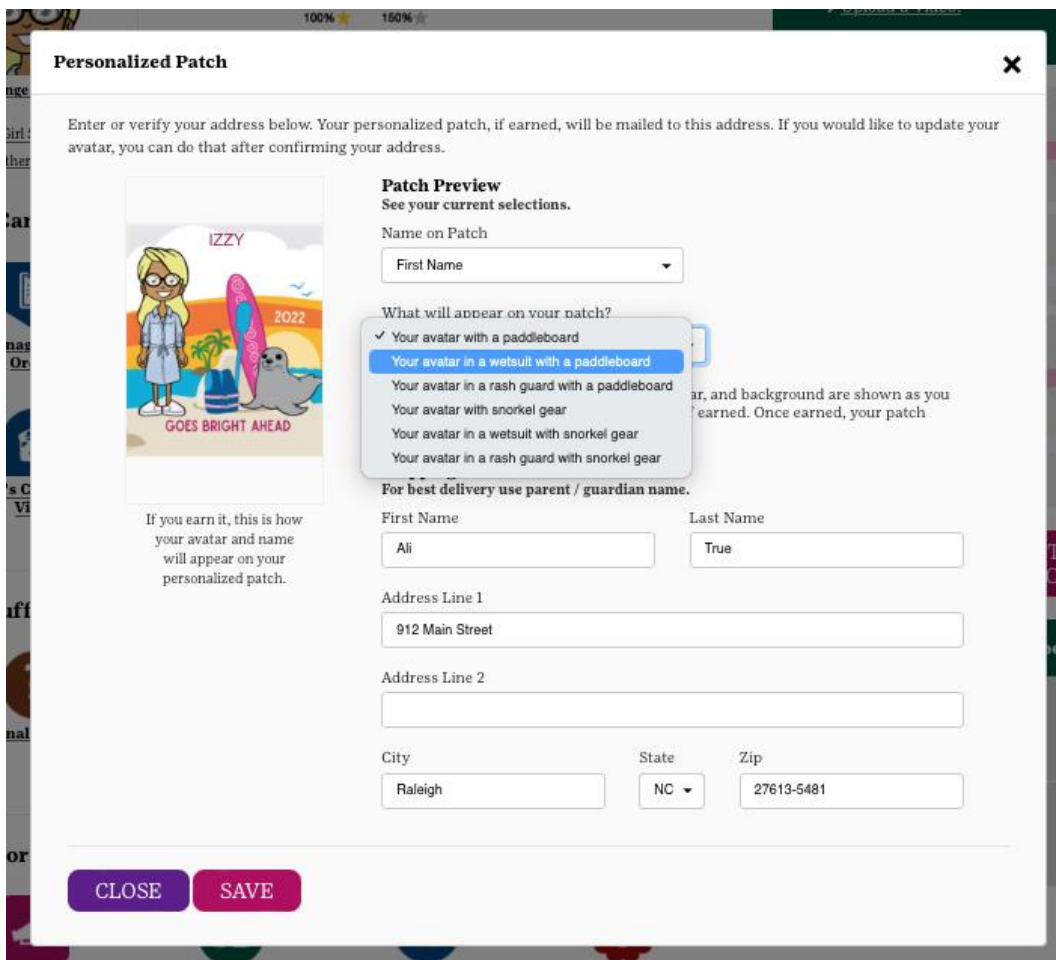 100% 150%
Upload a Video!
Personalized Patch
Enter or verify your address below. Your personalized patch, if earned, will be mailed to this address. If you would like to update your
avatar, you can do that after confirming your address.
IZZY
2022
GOES BRIGHT AHEAD
If you earn it, this is how
your avatar and name
will appear on your
personalized patch.
Patch Preview
See your current selections.
Name on Patch
First Name
What will appear on your patch?
✓ Your avatar with a paddleboard
Your avatar in a wetsuit with a paddleboard
Your avatar in a rash guard with a paddleboard
Your avatar with snorkel gear
Your avatar in a wetsuit with snorkel gear
Your avatar in a rash guard with snorkel gear
and background are shown as you
earned. Once earned, your patch
For best delivery use parent / guardian name.
First Name Last Name
Ali True
Address Line 1
912 Main Street
Address Line 2
City State Zip
Raleigh NC 27613-5481
CLOSE SAVE